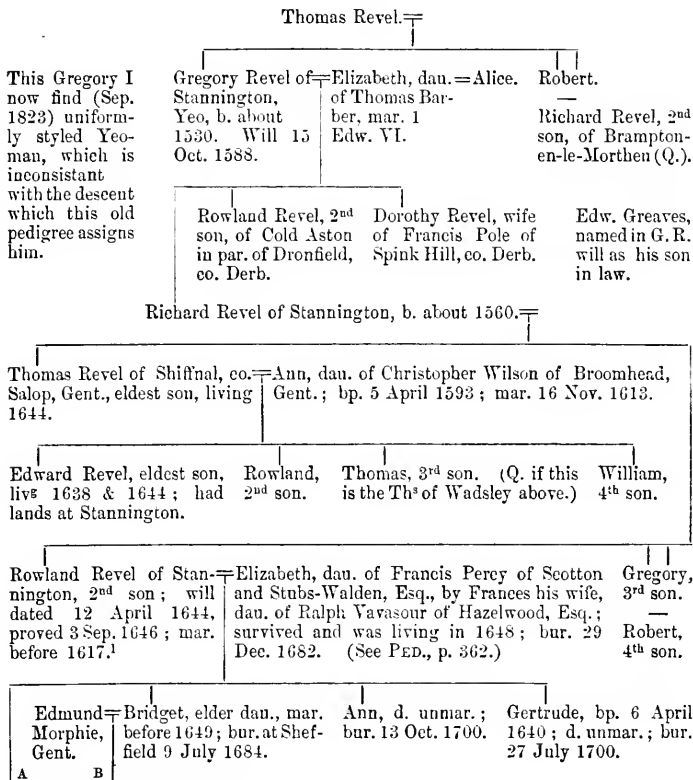 Thomas Revel.
This Gregory I
now find (Sep.
1823) uniform-
ly styled Yeo-
man, which is
inconsistant
with the descent
which this old
pedigree assigns
him.
Gregory Revel of
Stannington,
Yeo, b. about
1530. Will 15
Oct. 1588.
Elizabeth, dau.
of Thomas Bar-
ber, mar. 1
Edw. VI.
Alice.
Robert.
—
Richard Revel, 2nd
son, of Brampton-
en-le-Morthen (Q.).
Rowland Revel, 2nd
son, of Cold Aston
in par. of Dronfield,
co. Derb.
Dorothy Revel, wife
of Francis Pole of
Spink Hill, co. Derb.
Edw. Greaves,
named in G. R.
will as his son
in law.
Richard Revel of Stannington, b. about 1560.
Thomas Revel of Shiffnal, co.
Salop, Gent., eldest son, living
1644.
Ann, dau. of Christopher Wilson of Broomhead,
Gent.; bp. 5 April 1593; mar. 16 Nov. 1613.
Edward Revel, eldest son,
livg 1638 & 1644; had
lands at Stannington.
Rowland,
2nd son.
Thomas, 3rd son. (Q. if this
is the Ths of Wadsley above.)
William,
4th son.
Rowland Revel of Stan-
nington, 2nd son; will
dated 12 April 1644,
proved 3 Sep. 1646; mar.
before 1617.1
Elizabeth, dau. of Francis Percy of Scotton
and Stubs-Walden, Esq., by Frances his wife,
dau. of Ralph Vavasour of Hazelwood, Esq.;
survived and was living in 1648; bur. 29
Dec. 1682. (See PED., p. 362.)
Gregory,
3rd son.
—
Robert,
4th son.
Edmund
Morphie,
Gent.
Bridget, elder dau., mar.
before 1649; bur. at Shef-
field 9 July 1684.
Ann, d. unmar.;
bur. 13 Oct. 1700.
Gertrude, bp. 6 April
1640; d. unmar.; bur.
27 July 1700.
A B